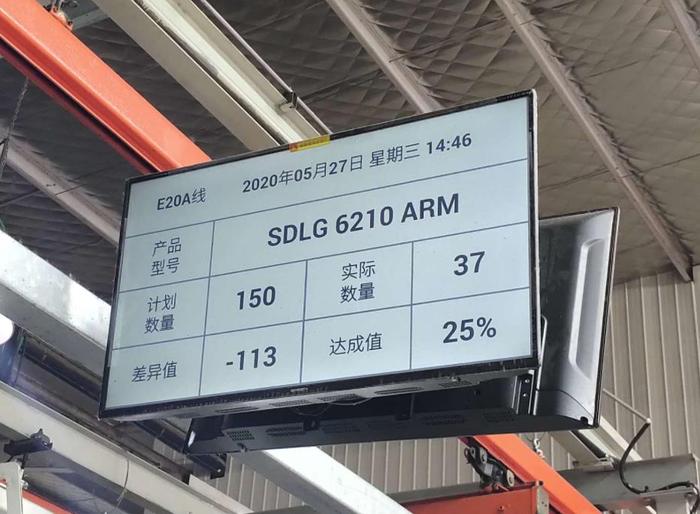 E20A线 2020年05月27日 星期三 14:46
产品
型号
SDLG 6210 ARM
计划
数量
150
实际
数量
37
差异值
-113
达成值
25%